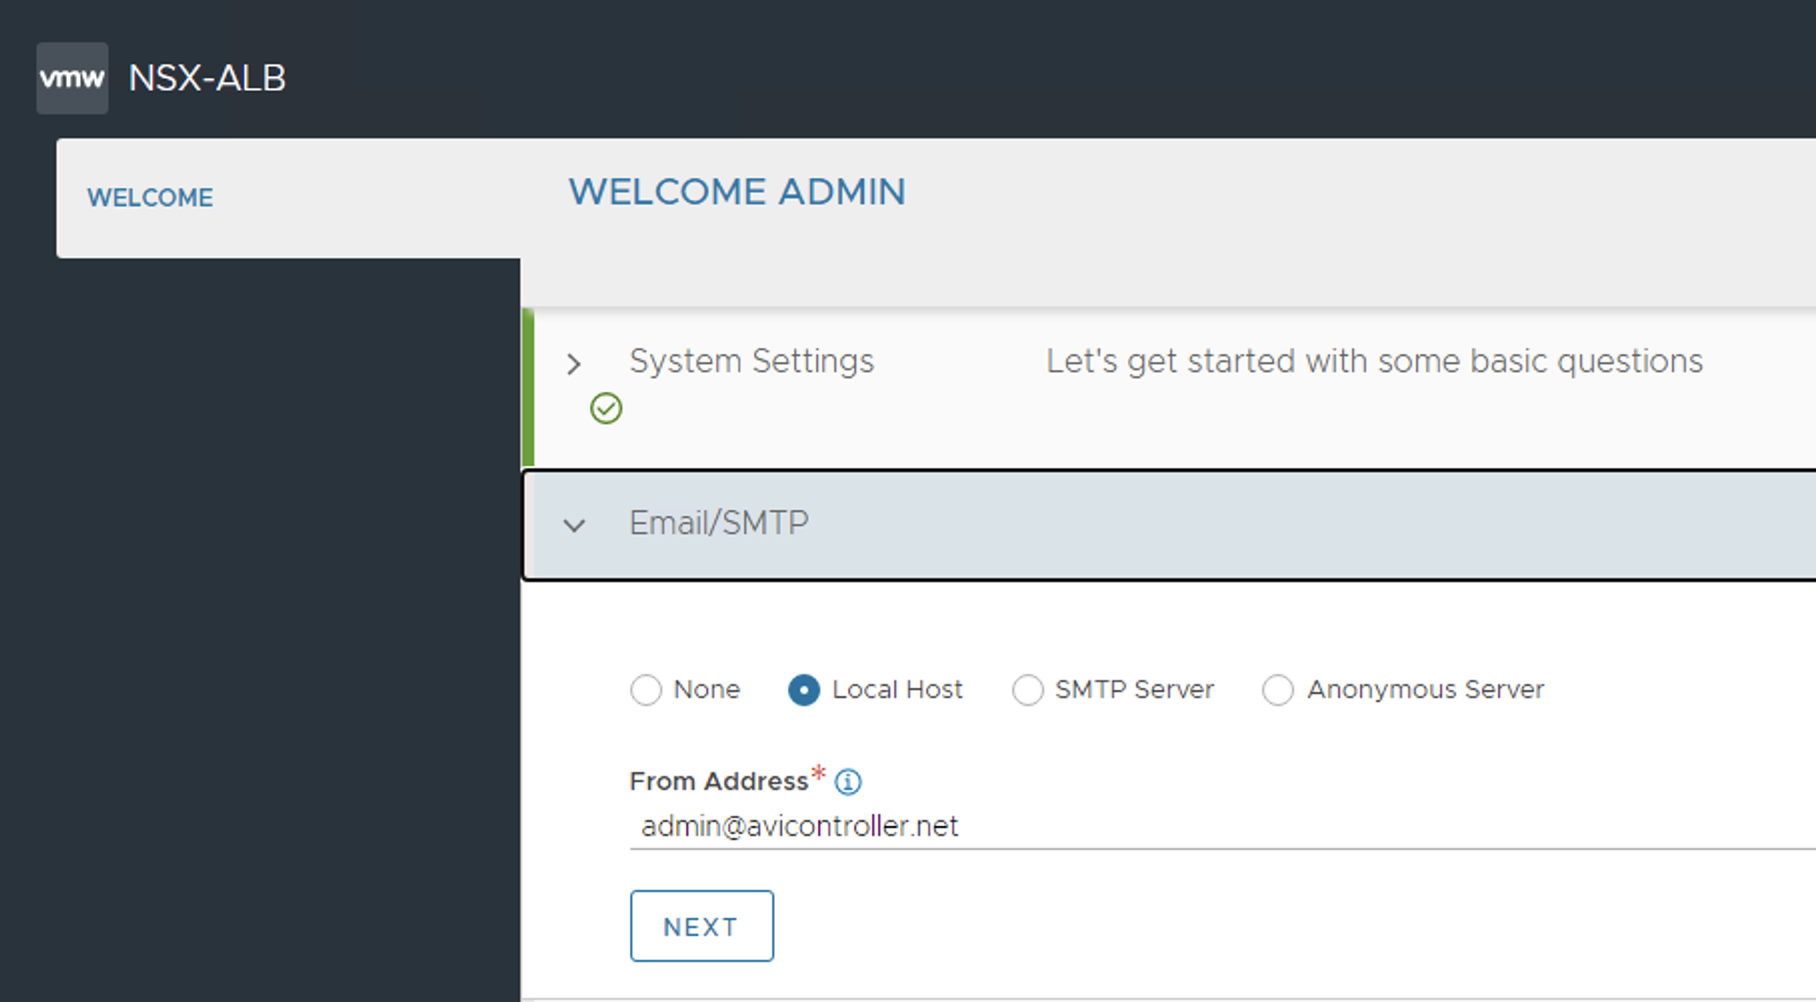 vmw NSX-ALB
WELCOME
WELCOME ADMIN
System Settings Let's get started with some basic questions
Email/SMTP
None Local Host SMTP Server Anonymous Server
From Address*
admin@avicontroller.net
NEXT